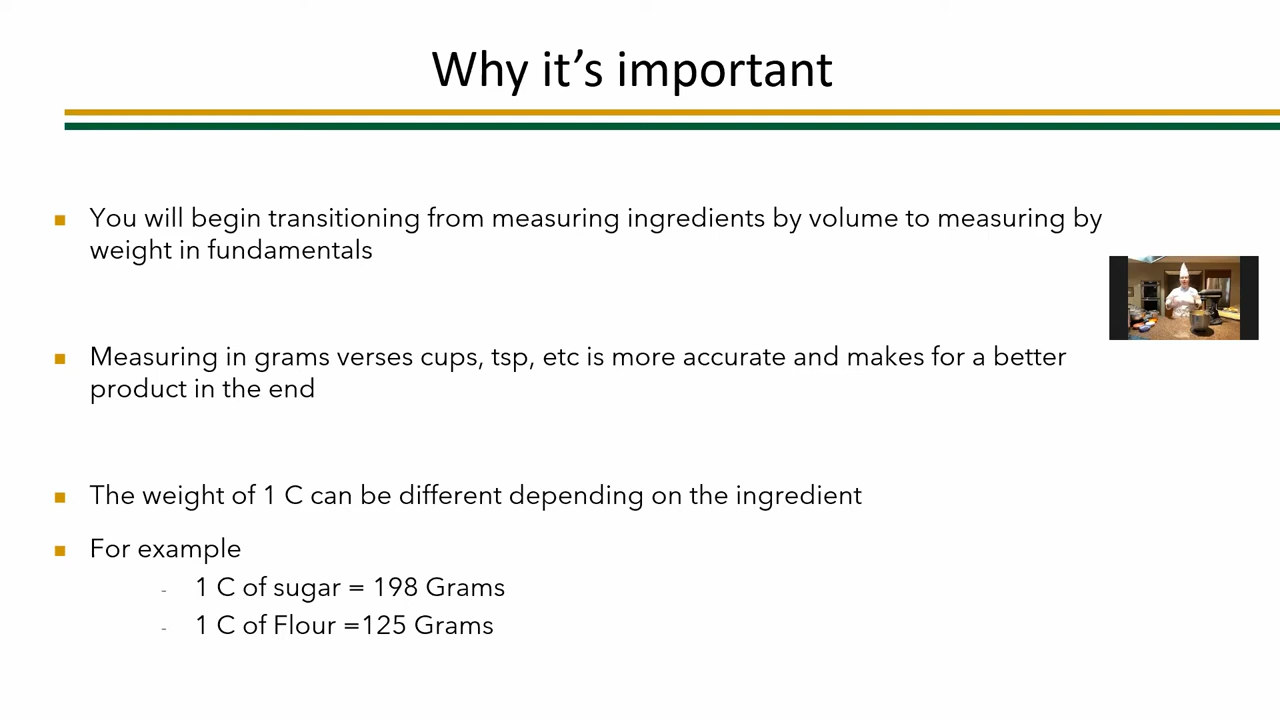 Why it's important
You will begin transitioning from measuring ingredients by volume to measuring by
weight in fundamentals
Measuring in grams verses cups, tsp, etc is more accurate and makes for a better
product in the end
The weight of 1 C can be different depending on the ingredient
For example
- 1 C of sugar = 198 Grams
- 1 C of Flour =125 Grams